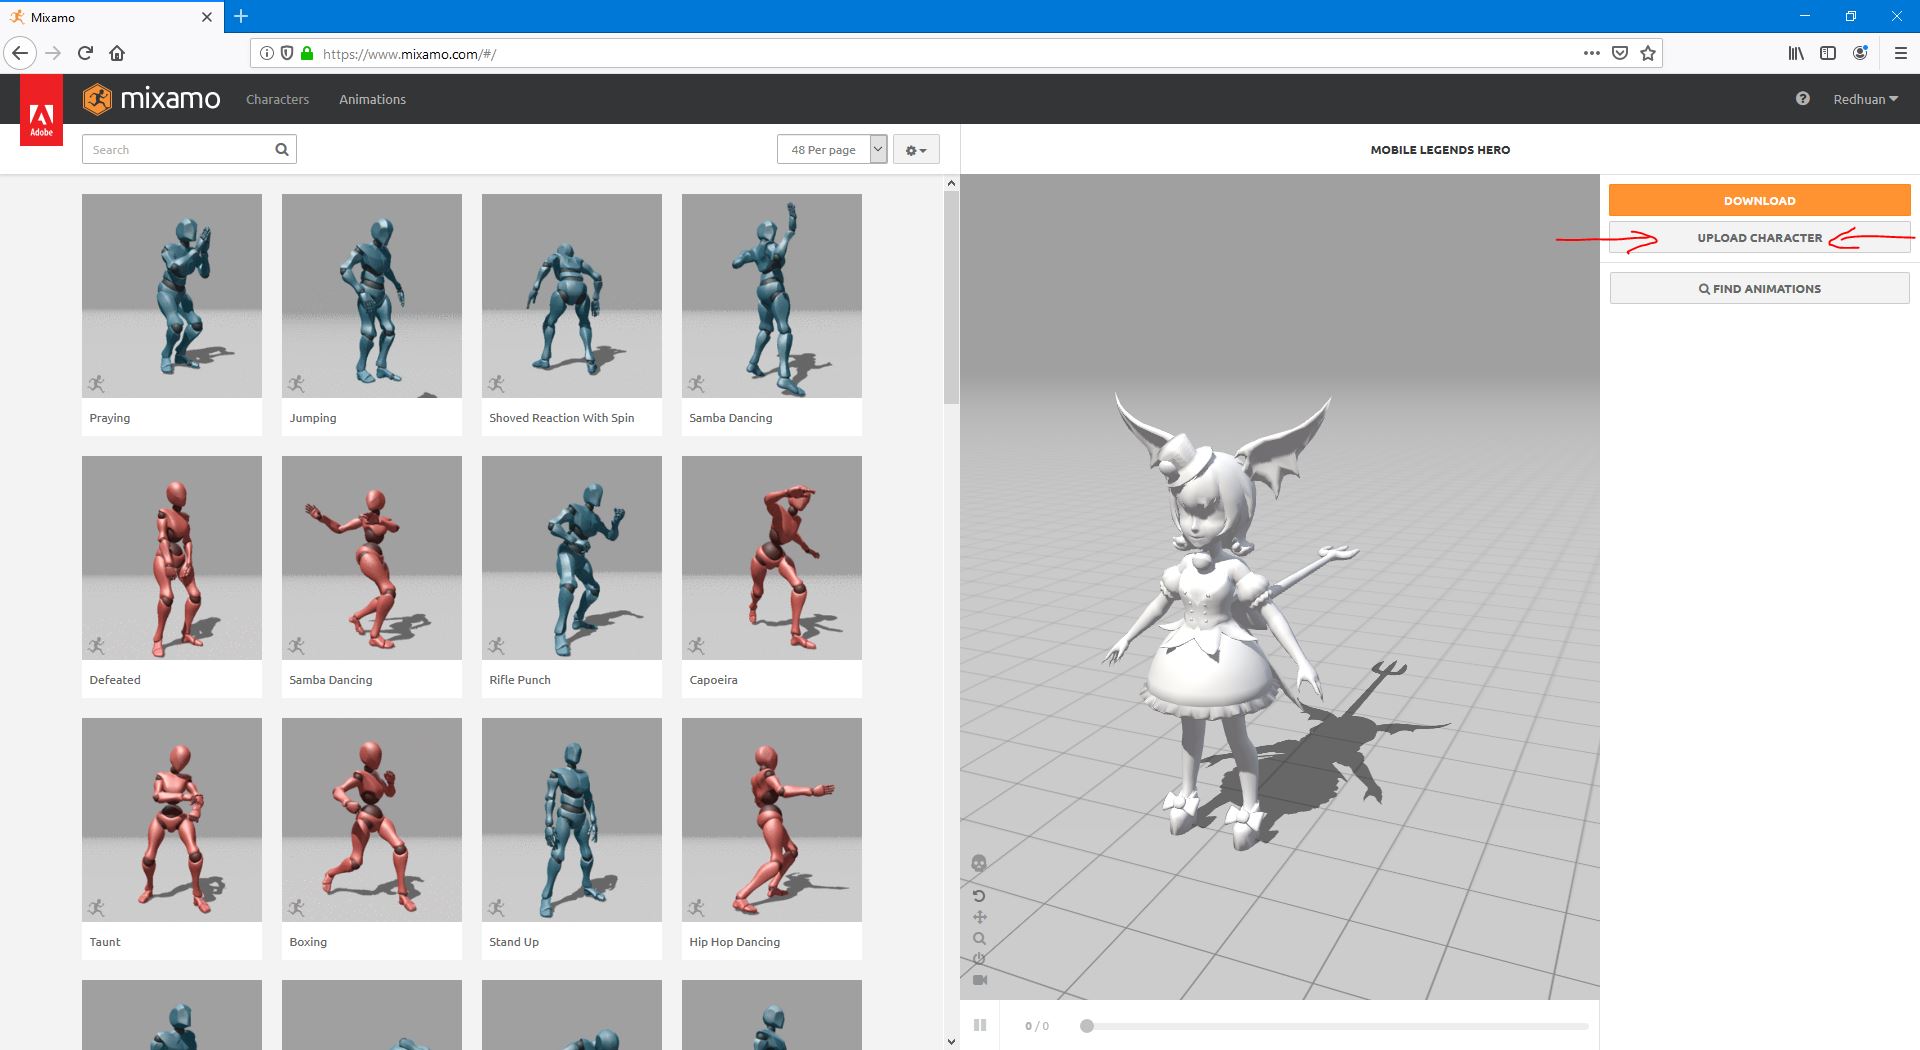 Mixamo
https://www.mixamo.com/#/
Adobe
mixamo
Characters
Animations
Redhuan
Search
48 Per page
MOBILE LEGENDS HERO
DOWNLOAD
UPLOAD CHARACTER
FIND ANIMATIONS
Praying
Jumping
Shoved Reaction With Spin
Samba Dancing
Defeated
Samba Dancing
Rifle Punch
Capoeira
Taunt
Boxing
Stand Up
Hip Hop Dancing
0 / 0